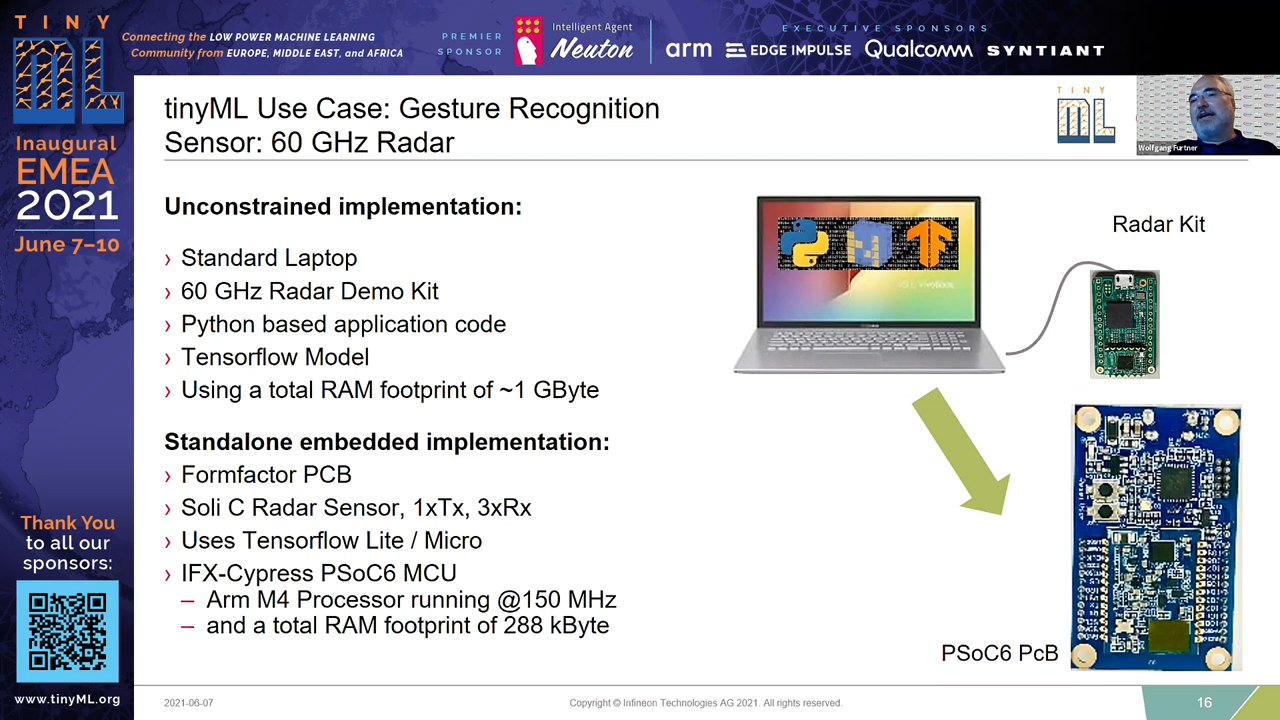 TINY
ML
Connecting the LOW POWER MACHINE LEARNING
Community from EUROPE, MIDDLE EAST, and AFRICA
PREMIER
SPONSOR
Intelligent Agent
Neuton
EXECUTIVE SPONSORS
arm
EDGE IMPULSE
Qualcomm
SYNTIANT
Inaugural
EMEA
2021
June 7–10
Thank You
to all our
sponsors:
www.tinyML.org
tinyML Use Case: Gesture Recognition
Sensor: 60 GHz Radar
TINY
ML
Wolfgang Furtner
Unconstrained implementation:
› Standard Laptop
› 60 GHz Radar Demo Kit
› Python based application code
› Tensorflow Model
› Using a total RAM footprint of ~1 GByte
Radar Kit
Standalone embedded implementation:
› Formfactor PCB
› Soli C Radar Sensor, 1xTx, 3xRx
› Uses Tensorflow Lite / Micro
› IFX-Cypress PSoC6 MCU
– Arm M4 Processor running @150 MHz
– and a total RAM footprint of 288 kByte
PSoC6 PcB
2021-06-07
Copyright © Infineon Technologies AG 2021. All rights reserved.
16